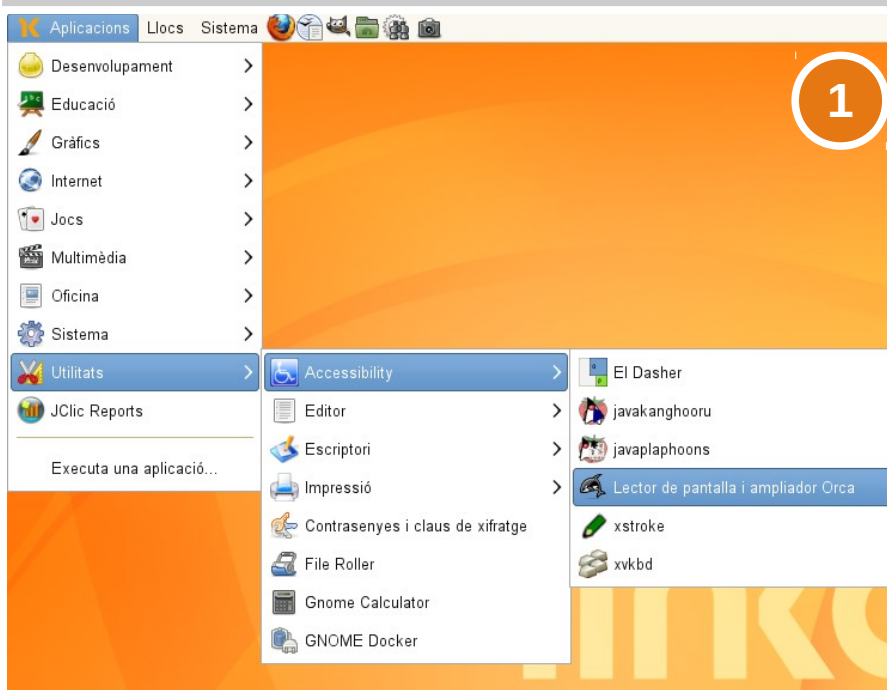 Aplicacions Llocs Sistema
1
Desenvolupament
Educació
Gràfics
Internet
Jocs
Multimèdia
Oficina
Sistema
Utilitats
JClic Reports
Executa una aplicació...
Accessibility
Editor
Escriptori
Impressió
Contrasenyes i claus de xifratge
File Roller
Gnome Calculator
GNOME Docker
El Dasher
javakanghooru
javaplaphoons
Lector de pantalla i ampliador Orca
xstroke
xvkbd